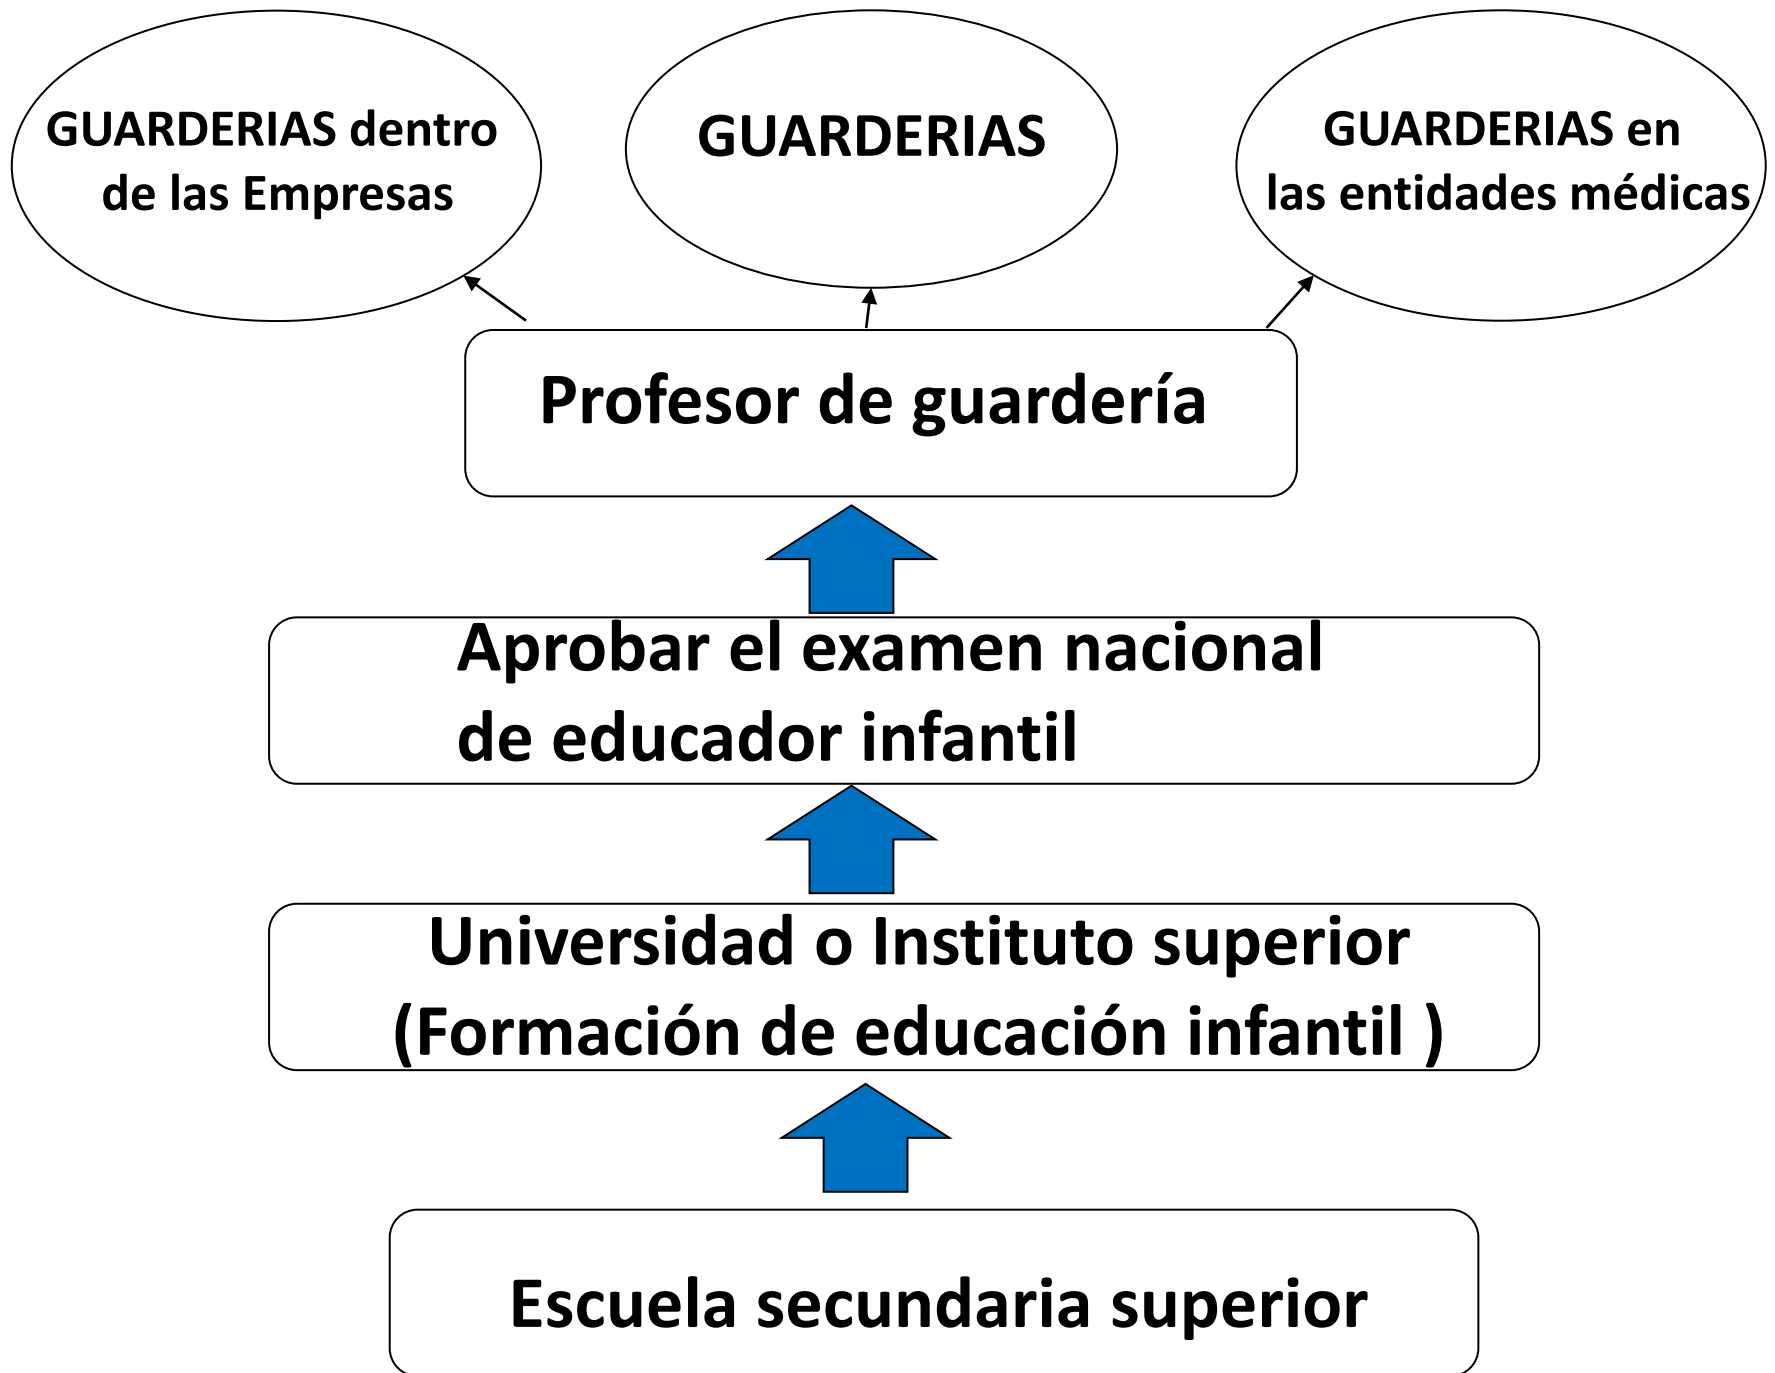 GUARDERIAS dentro
de las Empresas
GUARDERIAS
GUARDERIAS en
las entidades médicas
Profesor de guardería
Aprobar el examen nacional
de educador infantil
Universidad o Instituto superior
(Formación de educación infantil )
Escuela secundaria superior